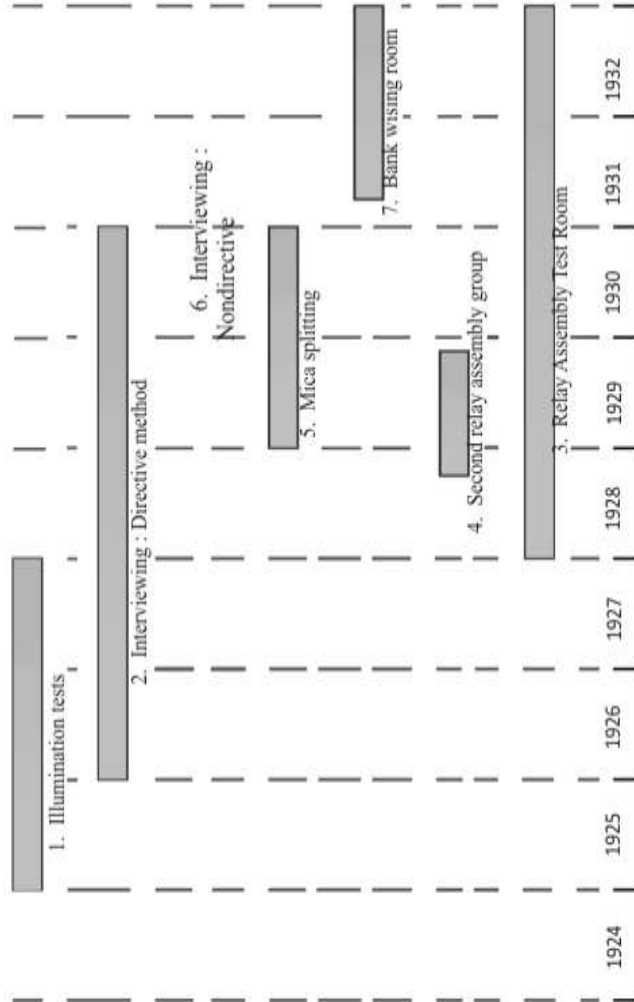 1. Illumination tests
2. Interviewing : Directive method
6. Interviewing :
Nondirective
5. Mica splitting
7. Bank wising room
4. Second relay assembly group
3. Relay Assembly Test Room
1924
1925
1926
1927
1928
1929
1930
1931
1932